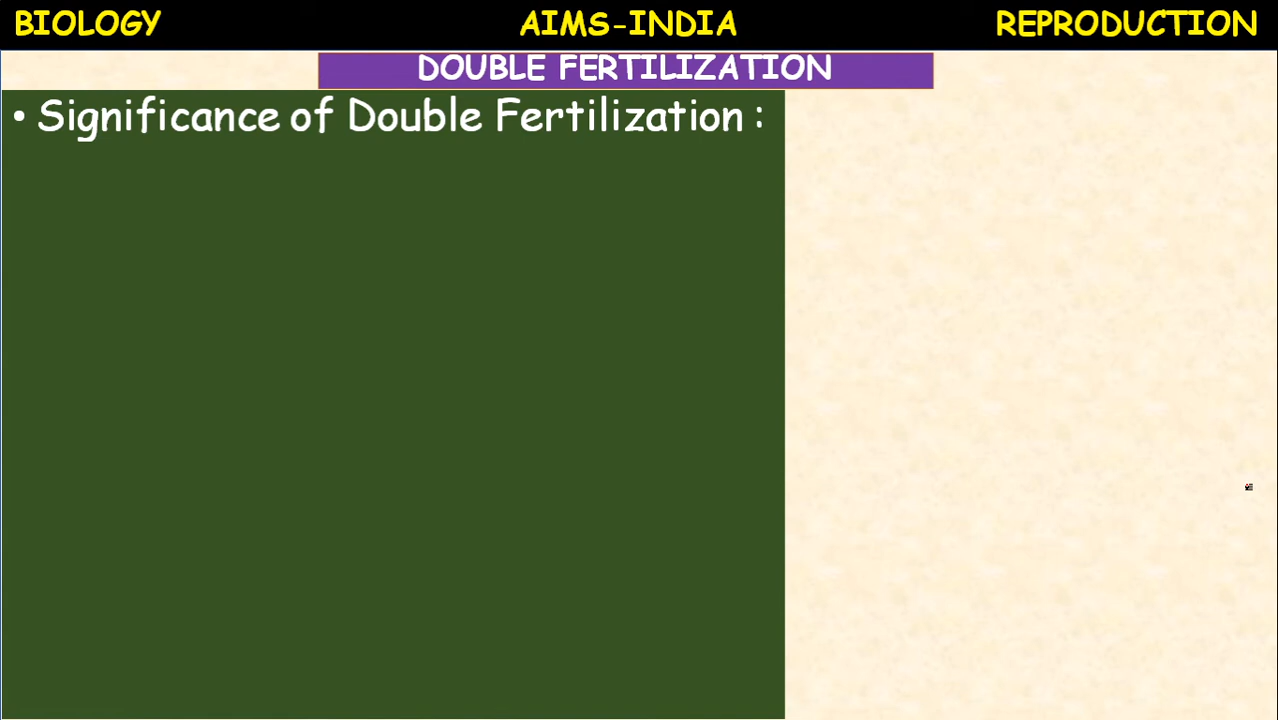 BIOLOGY AIMS-INDIA REPRODUCTION
DOUBLE FERTILIZATION
• Significance of Double Fertilization :